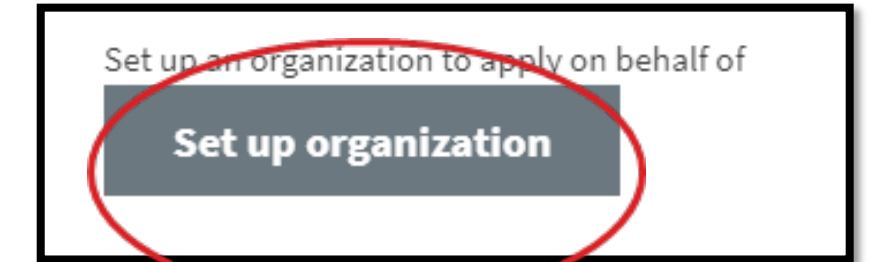 Set up an organization to apply on behalf of
Set up organization